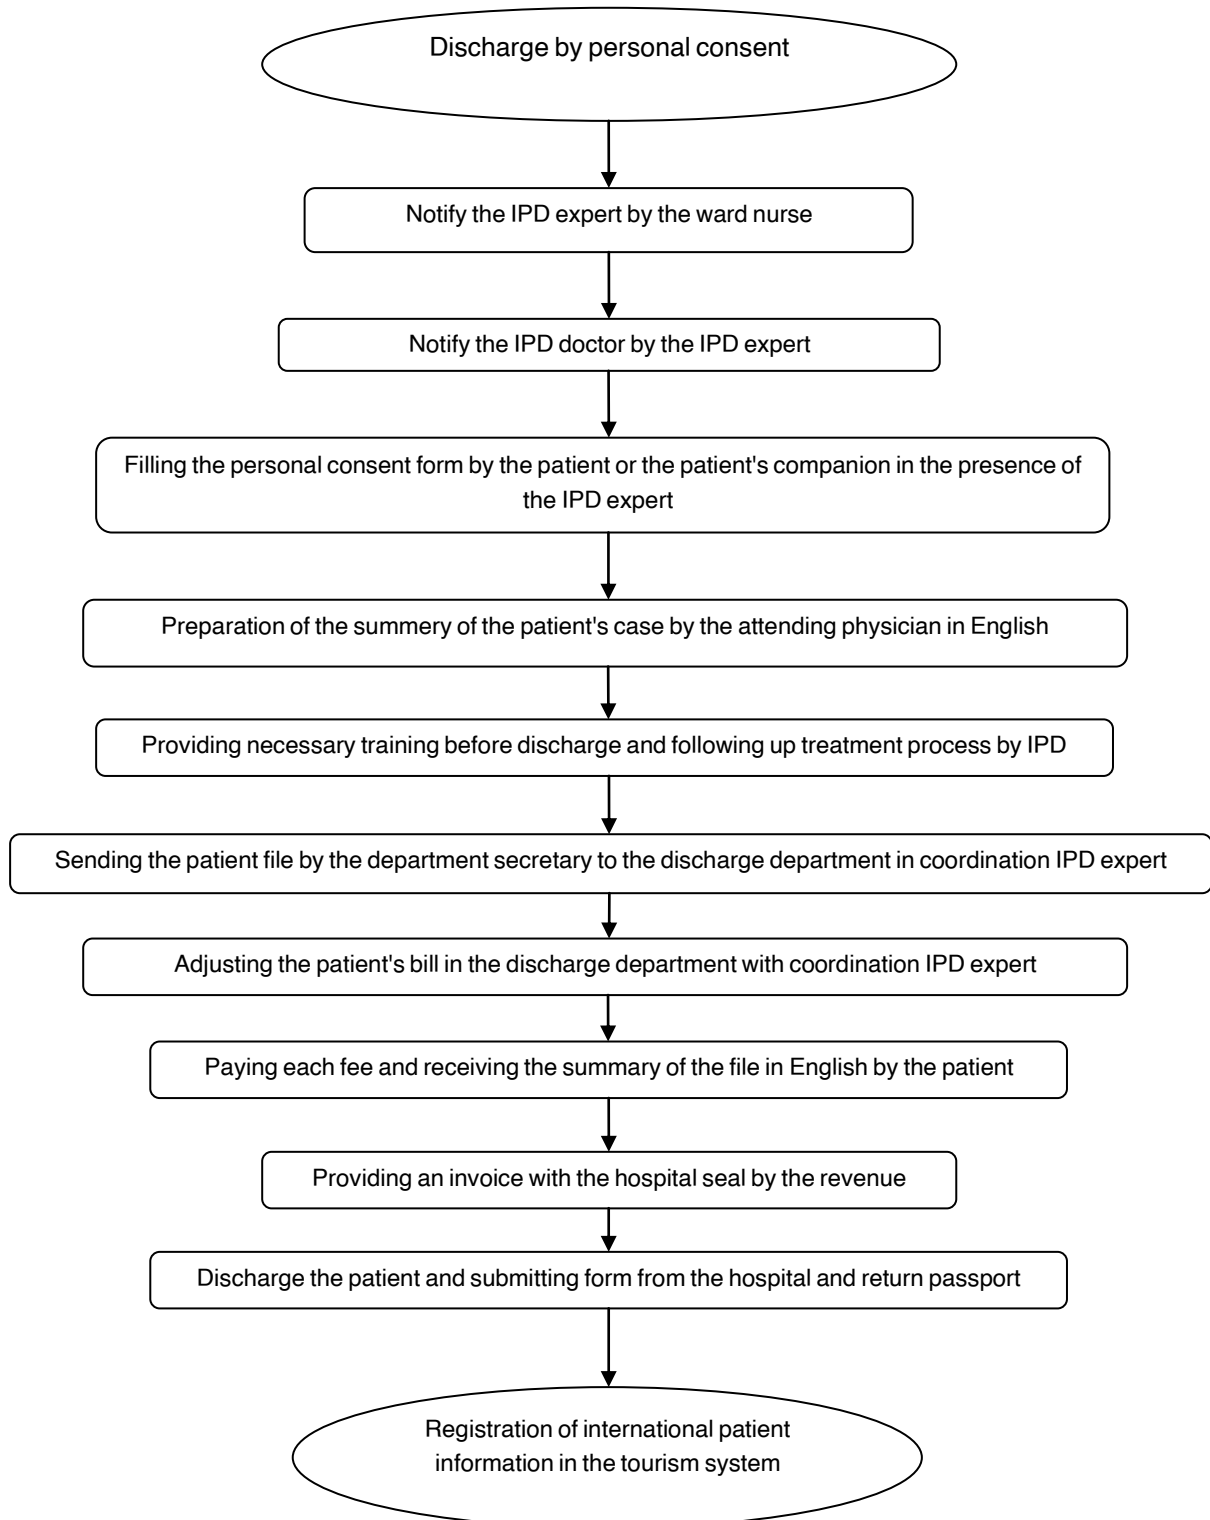 Discharge by personal consent
Notify the IPD expert by the ward nurse
Notify the IPD doctor by the IPD expert
Filling the personal consent form by the patient or the patient's companion in the presence of
the IPD expert
Preparation of the summery of the patient's case by the attending physician in English
Providing necessary training before discharge and following up treatment process by IPD
Sending the patient file by the department secretary to the discharge department in coordination IPD expert
Adjusting the patient's bill in the discharge department with coordination IPD expert
Paying each fee and receiving the summary of the file in English by the patient
Providing an invoice with the hospital seal by the revenue
Discharge the patient and submitting form from the hospital and return passport
Registration of international patient
information in the tourism system